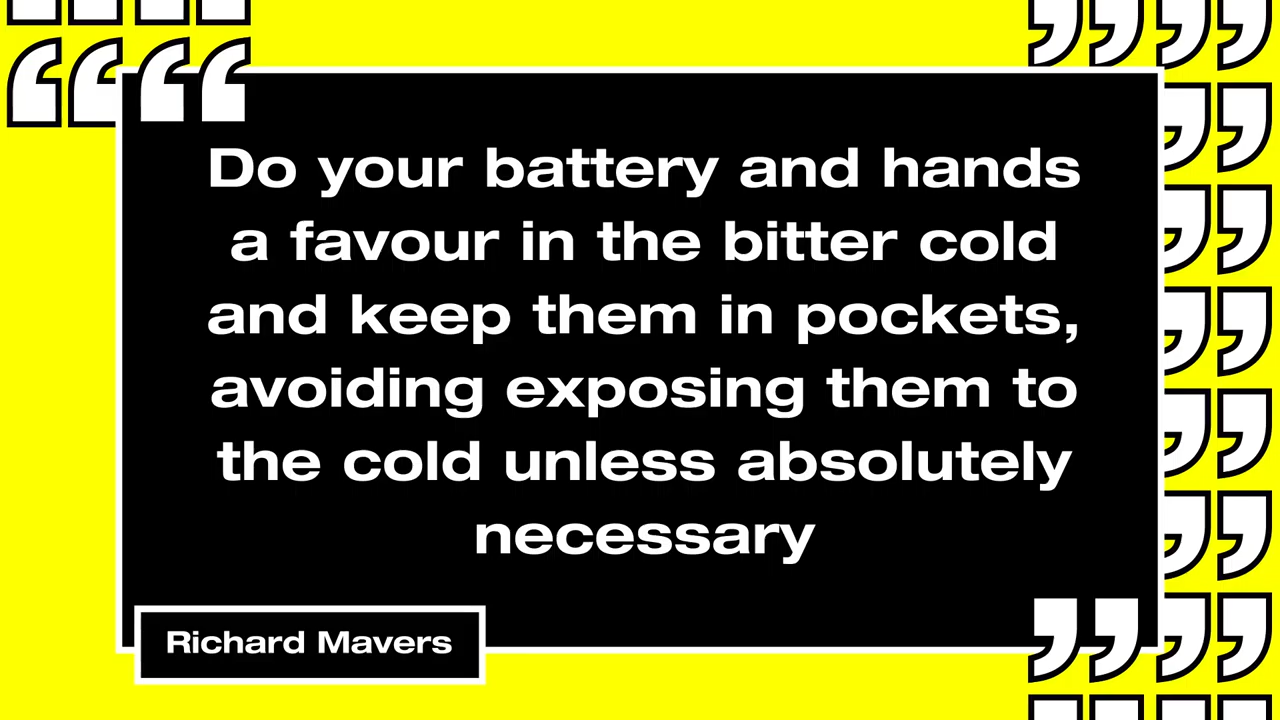 Do your battery and hands
a favour in the bitter cold
and keep them in pockets,
avoiding exposing them to
the cold unless absolutely
necessary
Richard Mavers